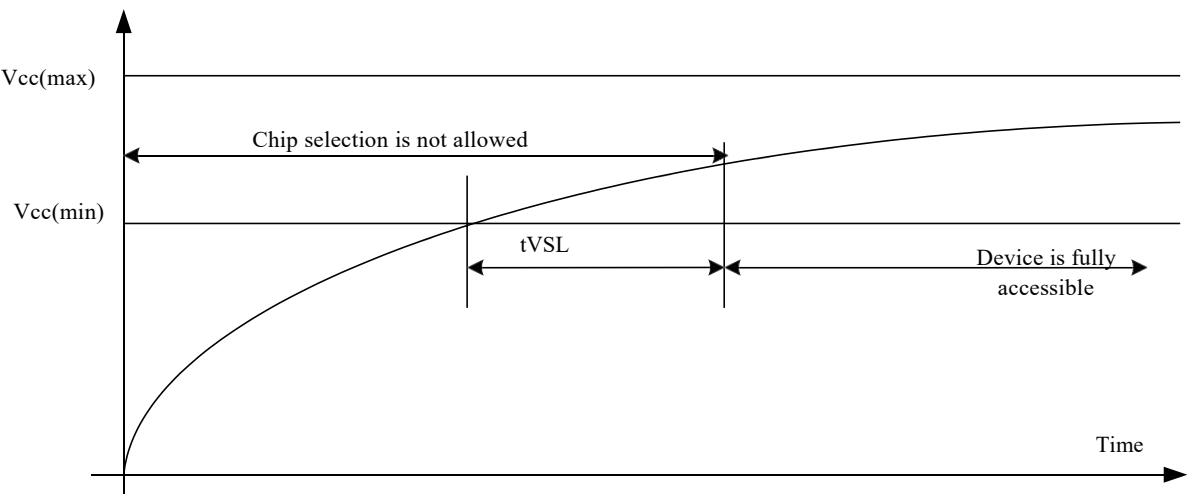 Vcc(max)
Chip selection is not allowed
Vcc(min)
tVSL
Device is fully
accessible
Time